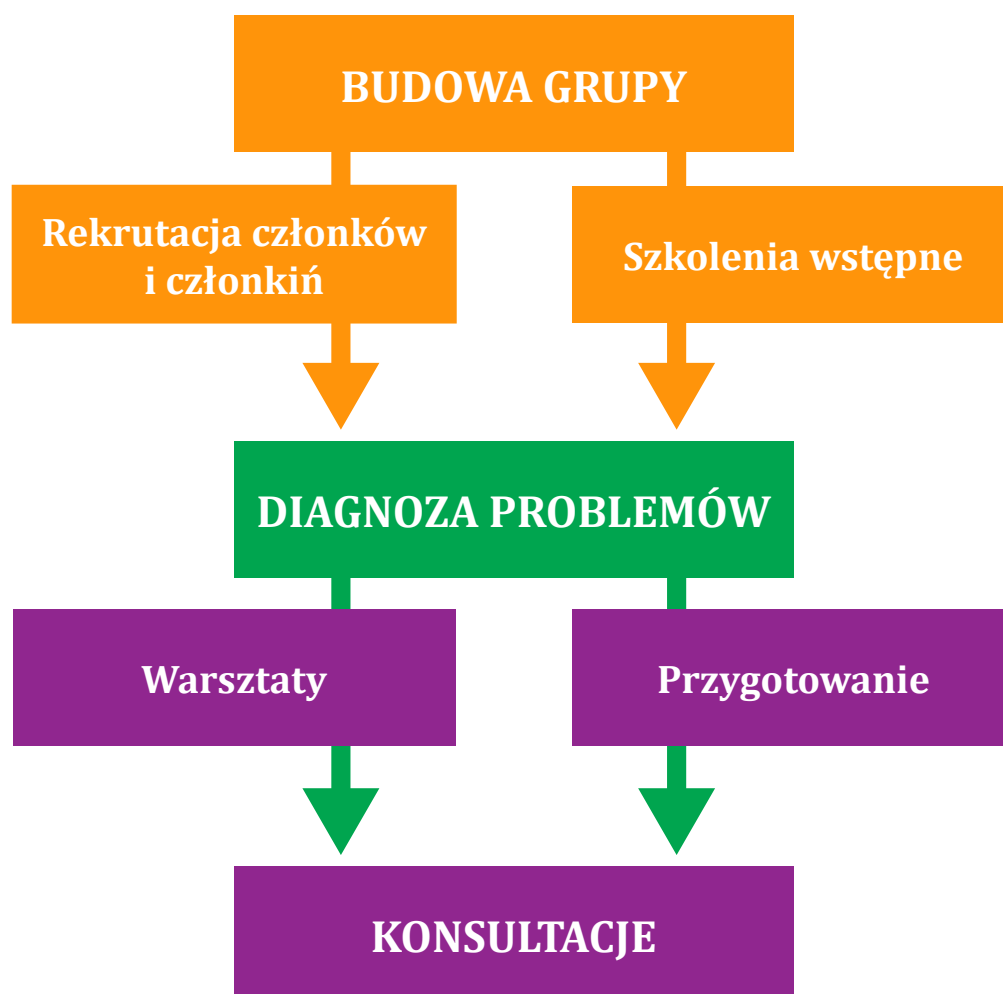 BUDOWA GRUPY
Rekrutacja członków
i członkiń
Szkolenia wstępne
DIAGNOZA PROBLEMÓW
Warsztaty
Przygotowanie
KONSULTACJE